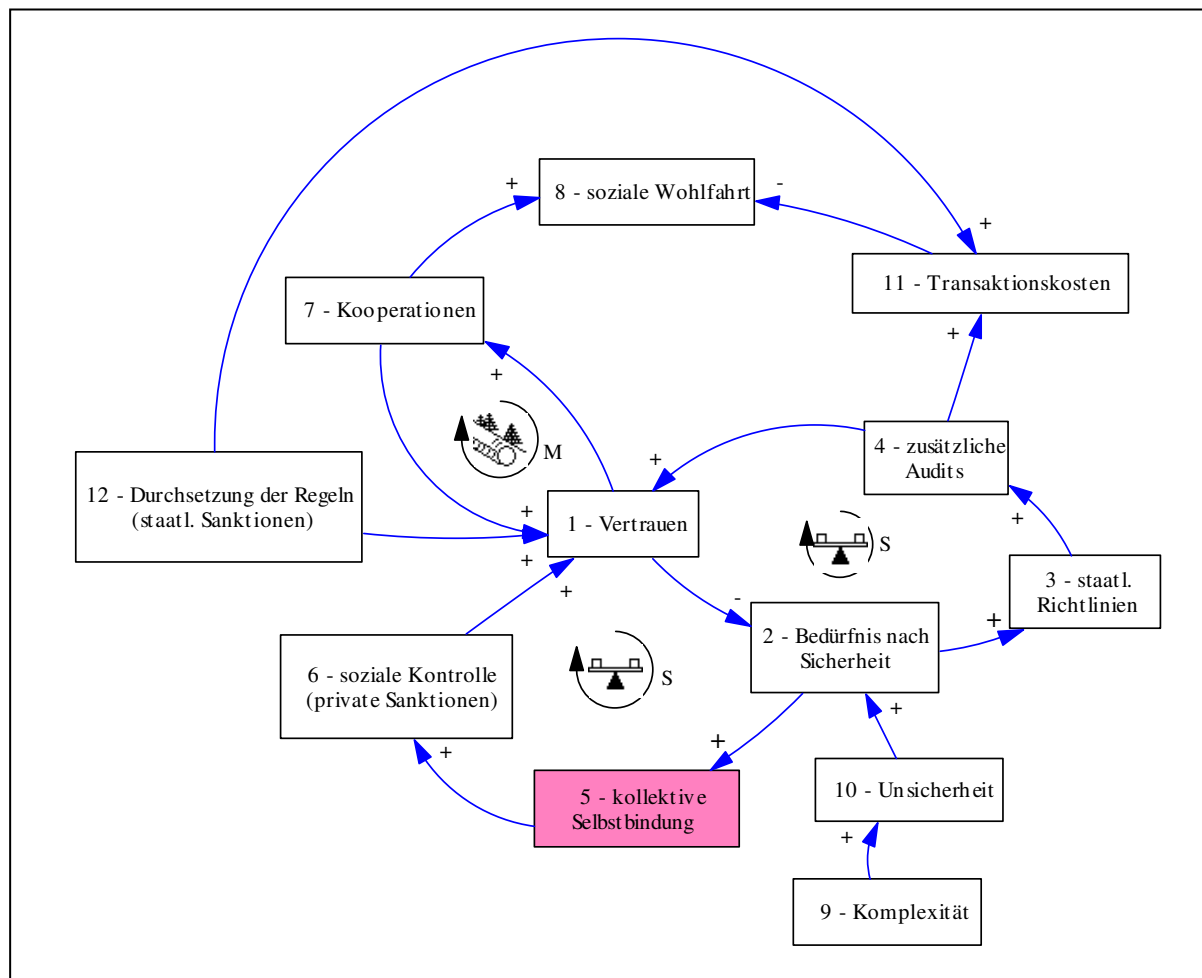 +
8 - soziale Wohlfahrt
-
+
11 - Transaktionskosten
7 - Kooperationen
+
+
M
4 - zusätzliche
Audits
+
12 - Durchsetzung der Regeln
(staatl. Sanktionen)
+
1 - Vertrauen
+
S
+
+
3 - staatl.
Richtlinien
-
+
2 - Bedürfnis nach
Sicherheit
6 - soziale Kontrolle
(private Sanktionen)
S
+
+
+
5 - kollektive
Selbstbindung
10 - Unsicherheit
+
9 - Komplexität